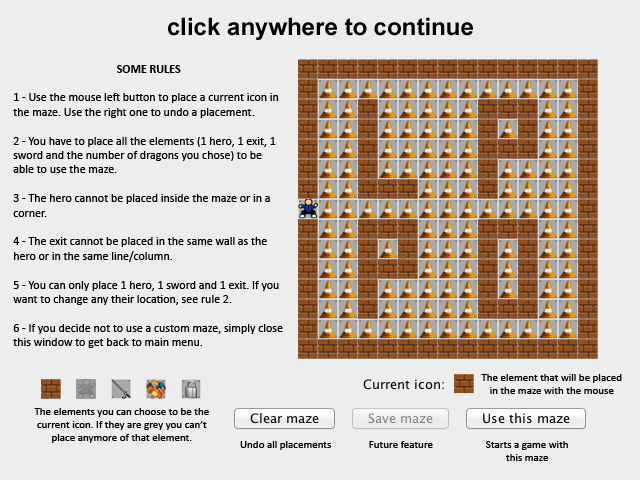 click anywhere to continue
SOME RULES
1 - Use the mouse left button to place a current icon in
the maze. Use the right one to undo a placement.
2 - You have to place all the elements (1 hero, 1 exit, 1
sword and the number of dragons you chose) to be
able to use the maze.
3 - The hero cannot be placed inside the maze or in a
corner.
4 - The exit cannot be placed in the same wall as the
hero or in the same line/column.
5 - You can only place 1 hero, 1 sword and 1 exit. If you
want to change any their location, see rule 2.
6 - If you decide not to use a custom maze, simply close
this window to get back to main menu.
The elements you can choose to be the
current icon. If they are grey you can't
place anymore of that element.
Current icon:
The element that will be placed
in the maze with the mouse
Clear maze
Save maze
Use this maze
Undo all placements
Future feature
Starts a game with
this maze